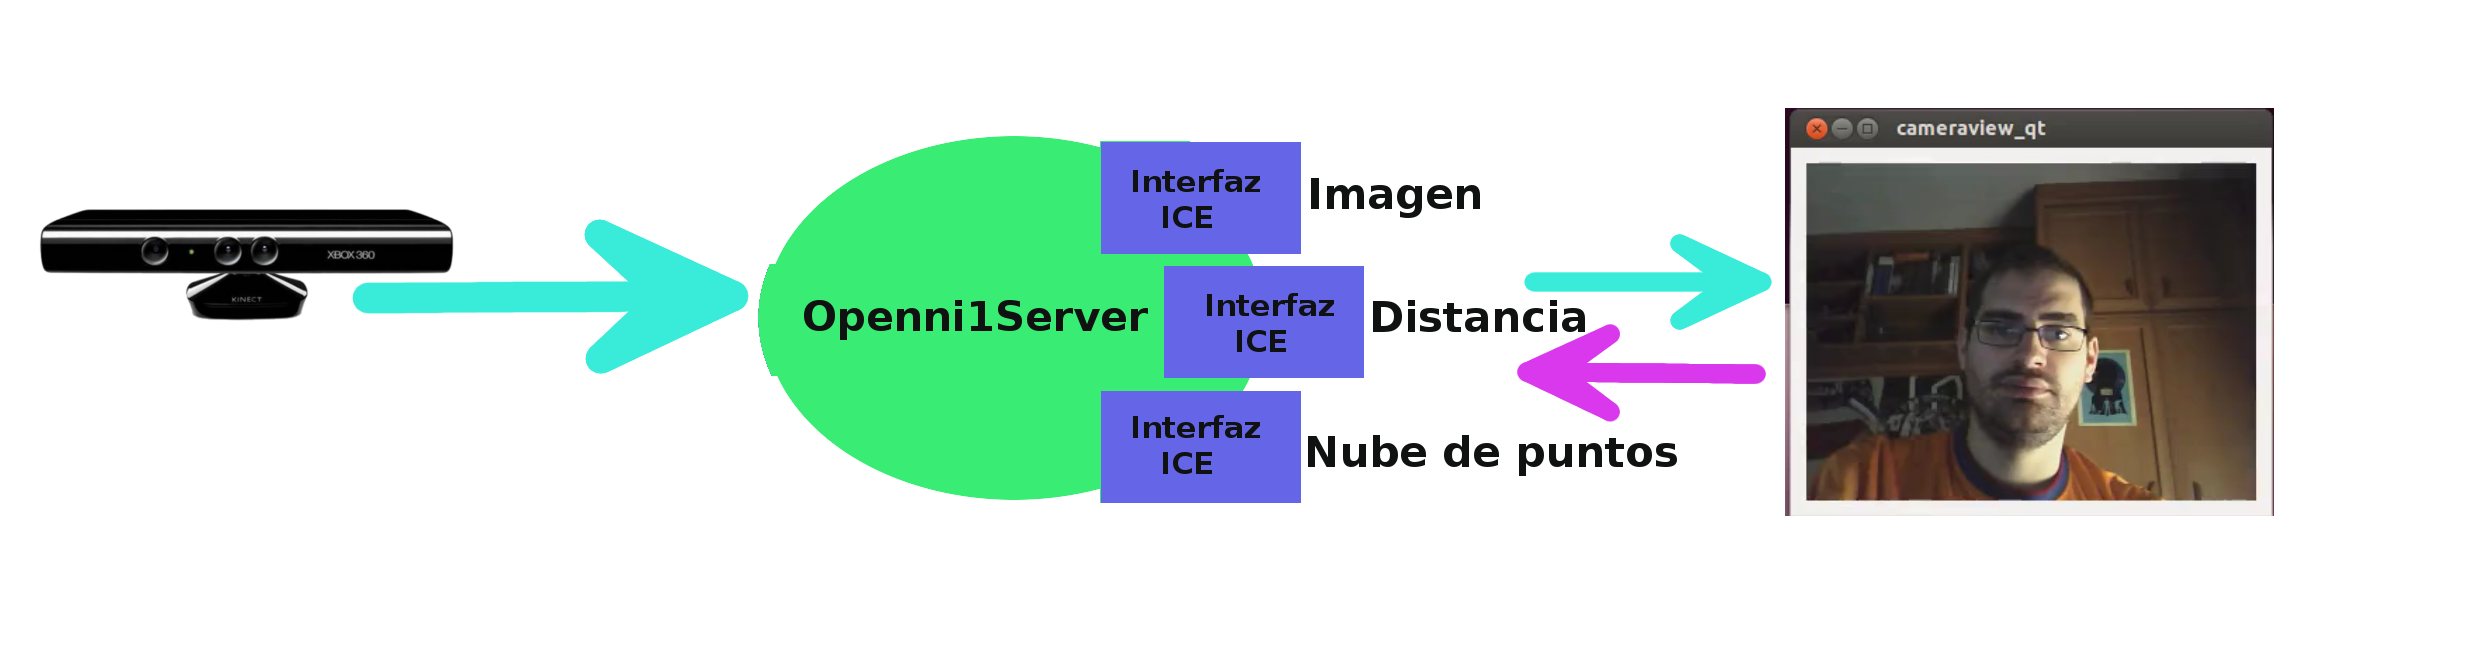 XBOX 360
KINECT
Openni1Server
Interfaz
ICE
Imagen
Interfaz
ICE
Distancia
Interfaz
ICE
Nube de puntos
cameraview_qt